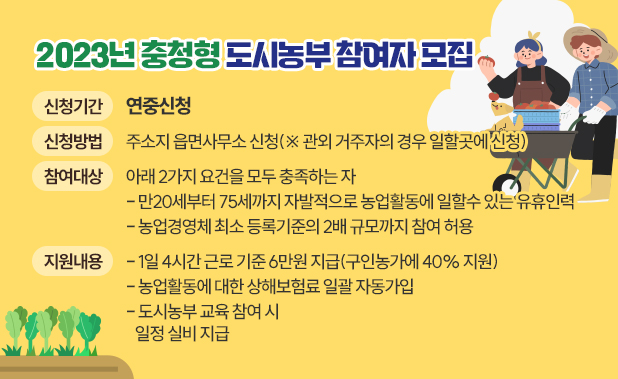 2023년 충청형 도시농부 참여자 모집
신청기간 연중신청
신청방법 주소지 읍면사무소 신청(※ 관외 거주자의 경우 일할곳에 신청)
참여대상 아래 2가지 요건을 모두 충족하는 자
- 만20세부터 75세까지 자발적으로 농업활동에 일할수 있는 유휴인력
- 농업경영체 최소 등록기준의 2배 규모까지 참여 허용
지원내용 - 1일 4시간 근로 기준 6만원 지급(구인농가에 40% 지원)
- 농업활동에 대한 상해보험료 일괄 자동가입
- 도시농부 교육 참여 시
일정 실비 지급